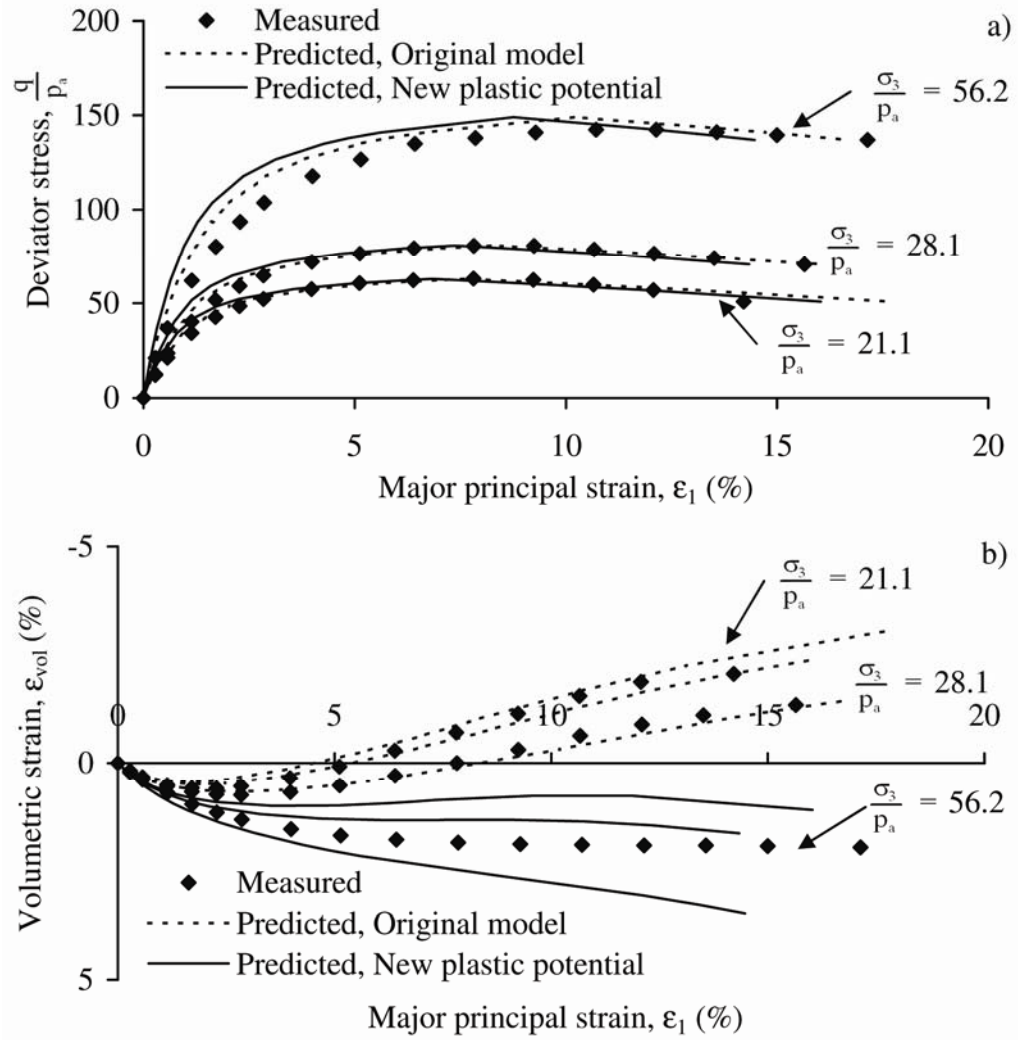 200
150
100
50
0
Deviator stress, q/pₐ
Measured
Predicted, Original model
Predicted, New plastic potential
a)
σ₃/pₐ = 56.2
σ₃/pₐ = 28.1
σ₃/pₐ = 21.1
0 5 10 15 20
Major principal strain, ε₁ (%)
b)
-5
0
5
Volumetric strain, εvol (%)
σ₃/pₐ = 21.1
σ₃/pₐ = 28.1
0 5 10 15 20
σ₃/pₐ = 56.2
Measured
Predicted, Original model
Predicted, New plastic potential
Major principal strain, ε₁ (%)